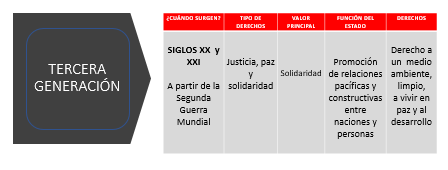 TERCERA
GENERACIÓN
¿CUÁNDO SURGEN?
SIGLOS XX y
XXI
A partir de la
Segunda
Guerra
Mundial
TIPO DE
DERECHOS
Justicia, paz
y
solidaridad
VALOR
PRINCIPAL
Solidaridad
FUNCIÓN DEL
ESTADO
Promoción
de relaciones
pacíficas y
constructivas
entre
naciones y
personas
DERECHOS
Derecho a
un medio
ambiente,
limpio,
a vivir en
paz y al
desarrollo